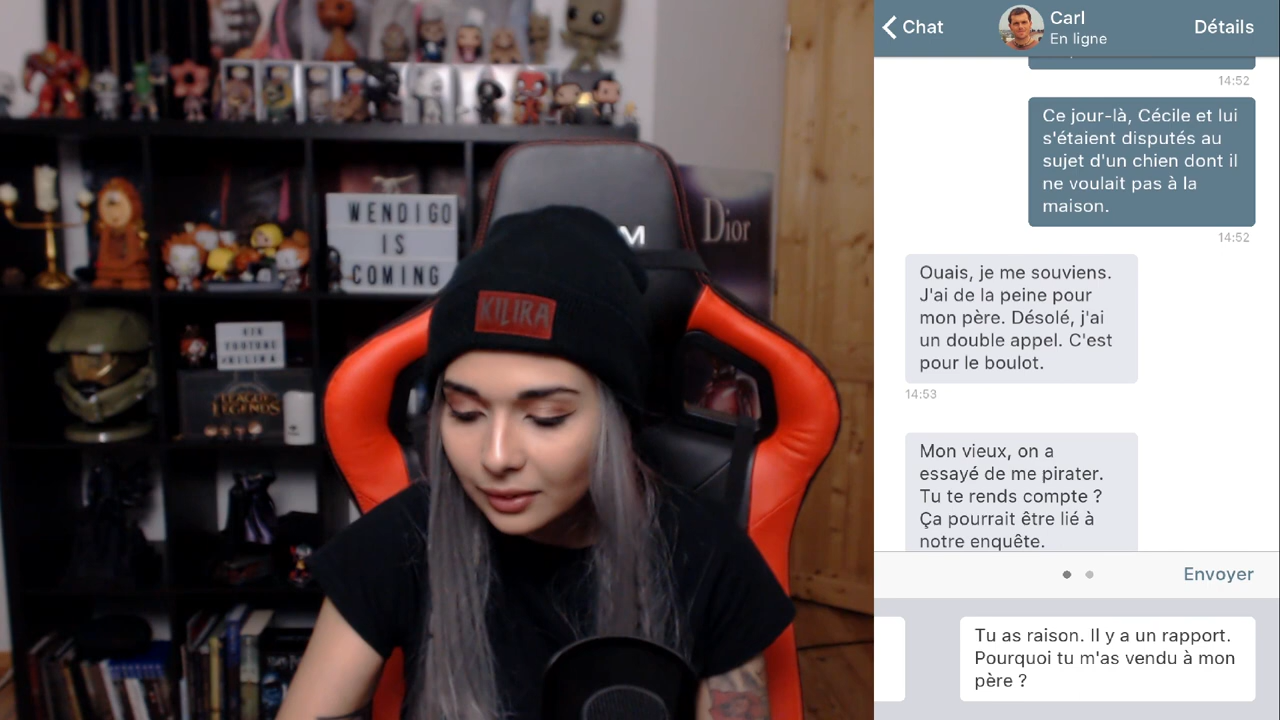 WENDIGO
IS
COMING
Dior
M
KILIRA
YOUTUBE
#KILIRA
LEAGUE OF
LEGENDS
Chat
Carl
En ligne
Détails
14:52
Ce jour-là, Cécile et lui
s'étaient disputés au
sujet d'un chien dont il
ne voulait pas à la
maison.
14:52
Ouais, je me souviens.
J'ai de la peine pour
mon père. Désolé, j'ai
un double appel. C'est
pour le boulot.
14:53
Mon vieux, on a
essayé de me pirater.
Tu te rends compte ?
Ça pourrait être lié à
notre enquête.
Envoyer
Tu as raison. Il y a un rapport.
Pourquoi tu m'as vendu à mon
père ?